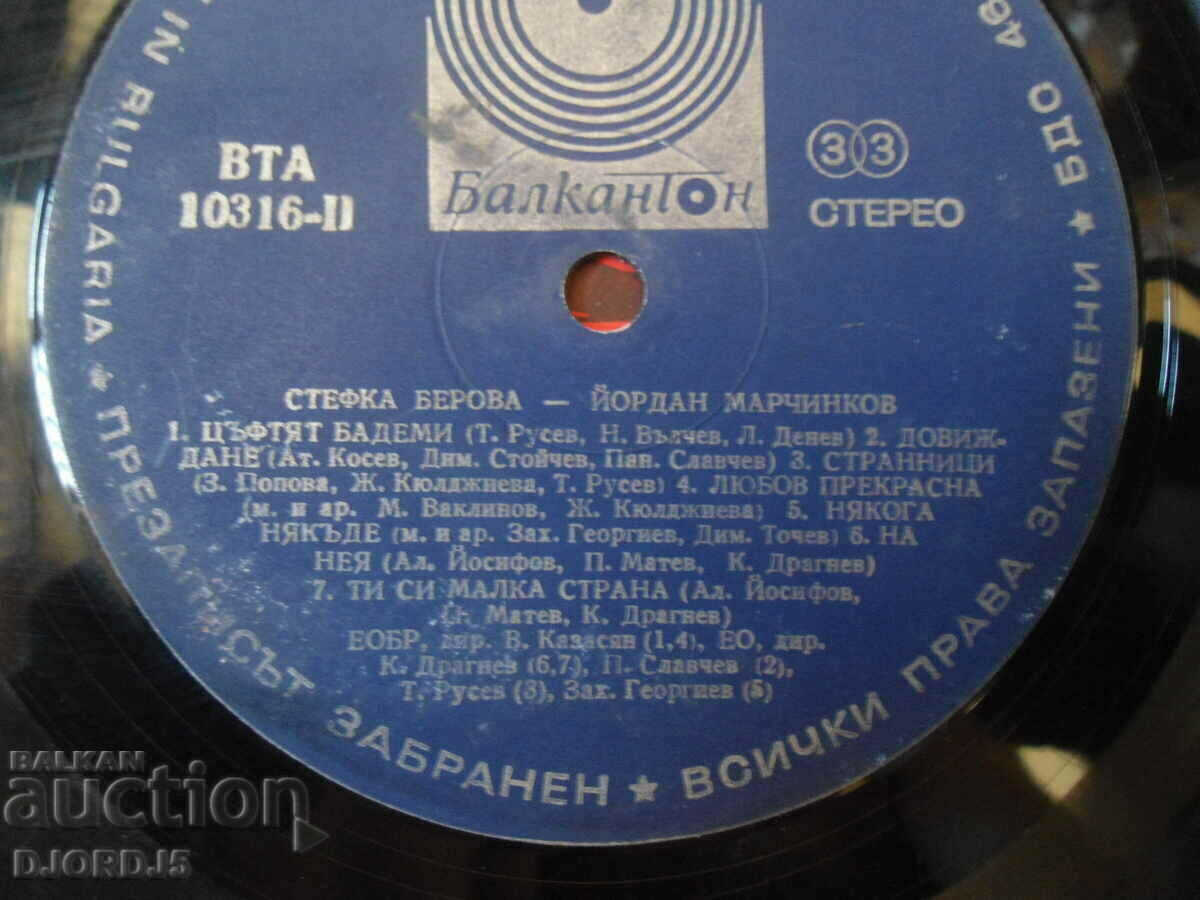 БалканТон
ВТА
10316-II
33
СТЕРЕО
СТЕФКА БЕРОВА — ЙОРДАН МАРЧИНКОВ
1. ЦЪФТЯТ БАДЕМИ (Т. Русев, Н. Вълчев, Л. Денев) 2. ДОВИЖ-
ДАНЕ (Ат. Косев, Дим. Стойчев, Пан. Славчев) 3. СТРАННИЦИ
(З. Попова, Ж. Кюлджиева, Т. Русев) 4. ЛЮБОВ ПРЕКРАСНА
(м. и ар. М. Ваклинов, Ж. Кюлджиева) 5. НЯКОГА
НЯКЪДЕ (м. и ар. Зах. Георгиев, Дим. Точев) 6. НА
НЕЯ (Ал. Йосифов, П. Матев, К. Драгнев)
7. ТИ СИ МАЛКА СТРАНА (Ал. Йосифов,
Матев, К. Драгнев)
ЕОБР, дир. В. Казасян (1,4), ЕО, дир.
К. Драгнев (6,7), П. Славчев (2),
Т. Русев (3), Зах. Георгиев (5)
IN BULGARIA ★ ПРЕЗАПИСЪТ ЗАБРАНЕН ★ ВСИЧКИ ПРАВА ЗАПАЗЕНИ ★ БДО
BALKAN
auction
DJORDJ5